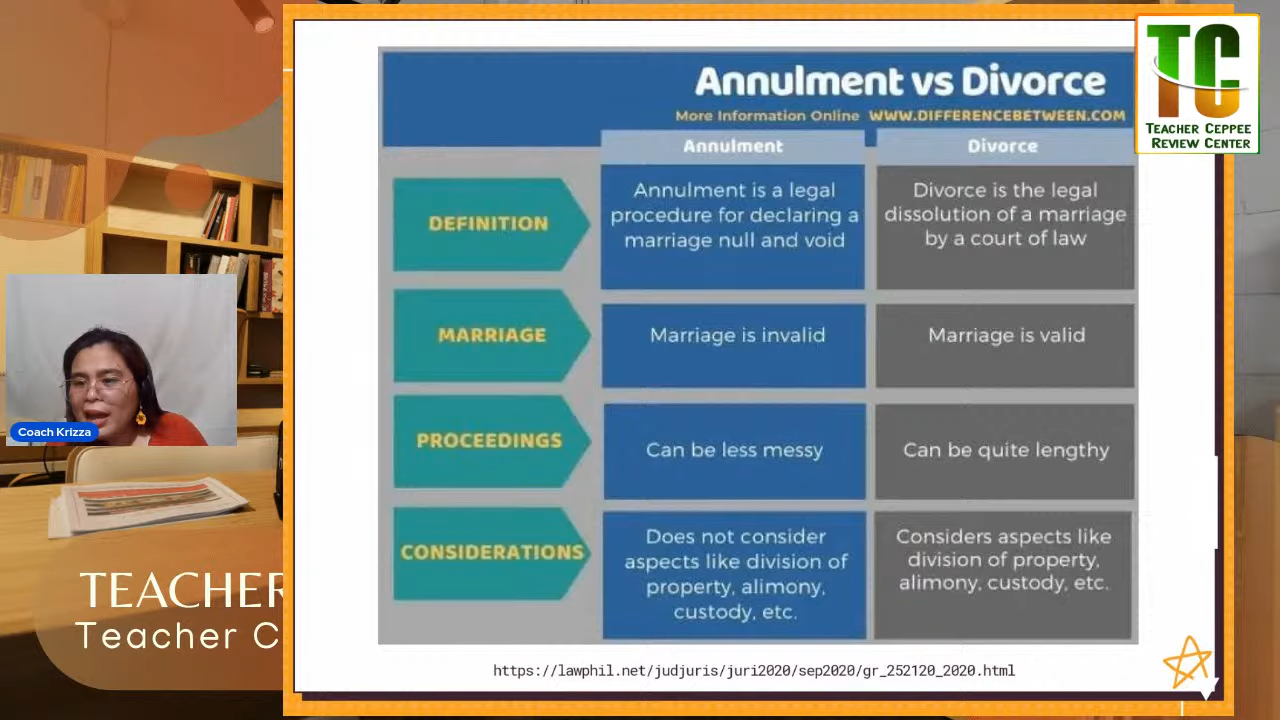 Annulment vs Divorce
More Information Online WWW.DIFFERENCEBETWEEN.COM
TC
TEACHER CEPPEE
REVIEW CENTER
Annulment
Divorce
DEFINITION
Annulment is a legal
procedure for declaring a
marriage null and void
Divorce is the legal
dissolution of a marriage
by a court of law
MARRIAGE
Marriage is invalid
Marriage is valid
PROCEEDINGS
Can be less messy
Can be quite lengthy
CONSIDERATIONS
Does not consider
aspects like division of
property, alimony,
custody, etc.
Considers aspects like
division of property,
alimony, custody, etc.
https://lawphil.net/judjuris/juri2020/sep2020/gr_252120_2020.html
Coach Krizza
TEACHER
Teacher C